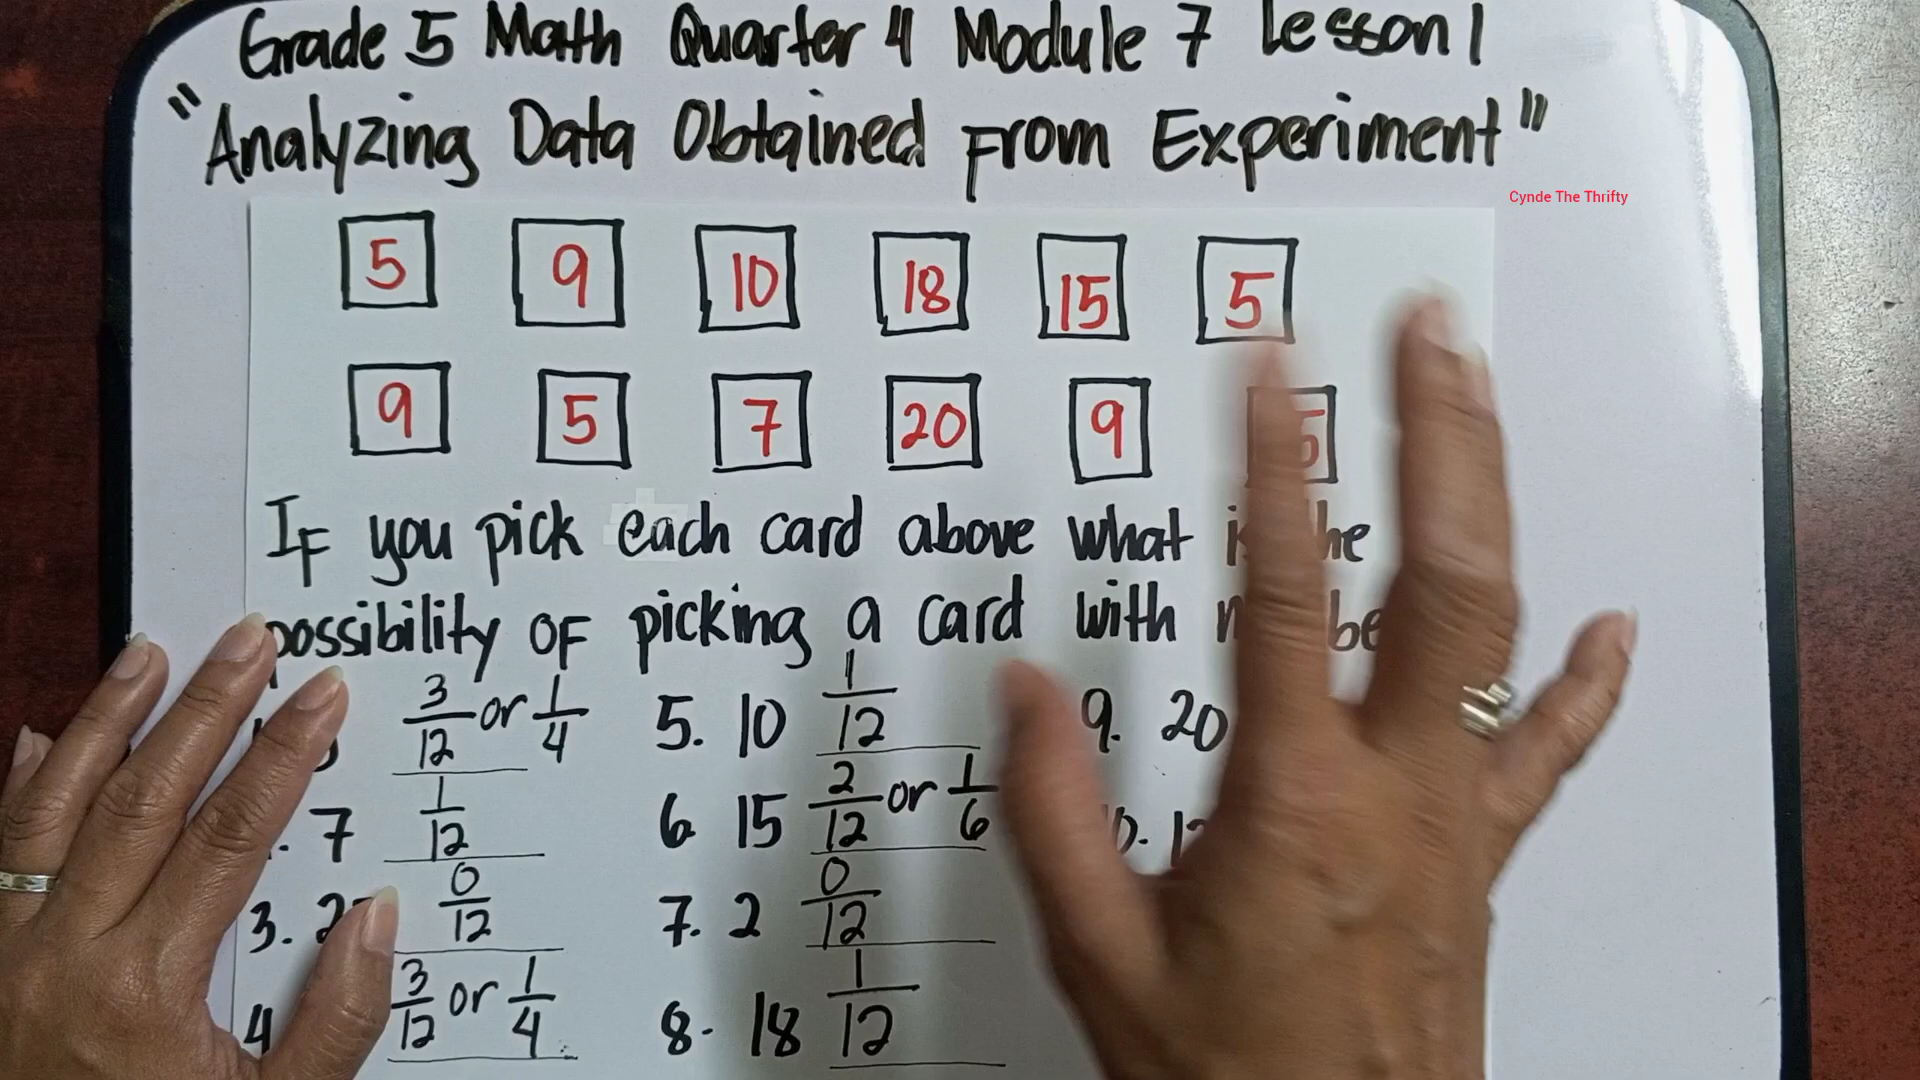 Grade 5 Math Quarter 4 Module 7 Lesson 1
"Analyzing Data Obtained From Experiment"
Cynde The Thrifty
5 9 10 18 15 5
9 5 7 20 9
If you pick each card above what
possibility of picking a card with
3/12 or 1/4 5. 10 1/12 9. 20
7 1/12 6 15 2/12 or 1/6
3. 0/12 7. 2 0/12
4 3/12 or 1/4 8. 18 1/12